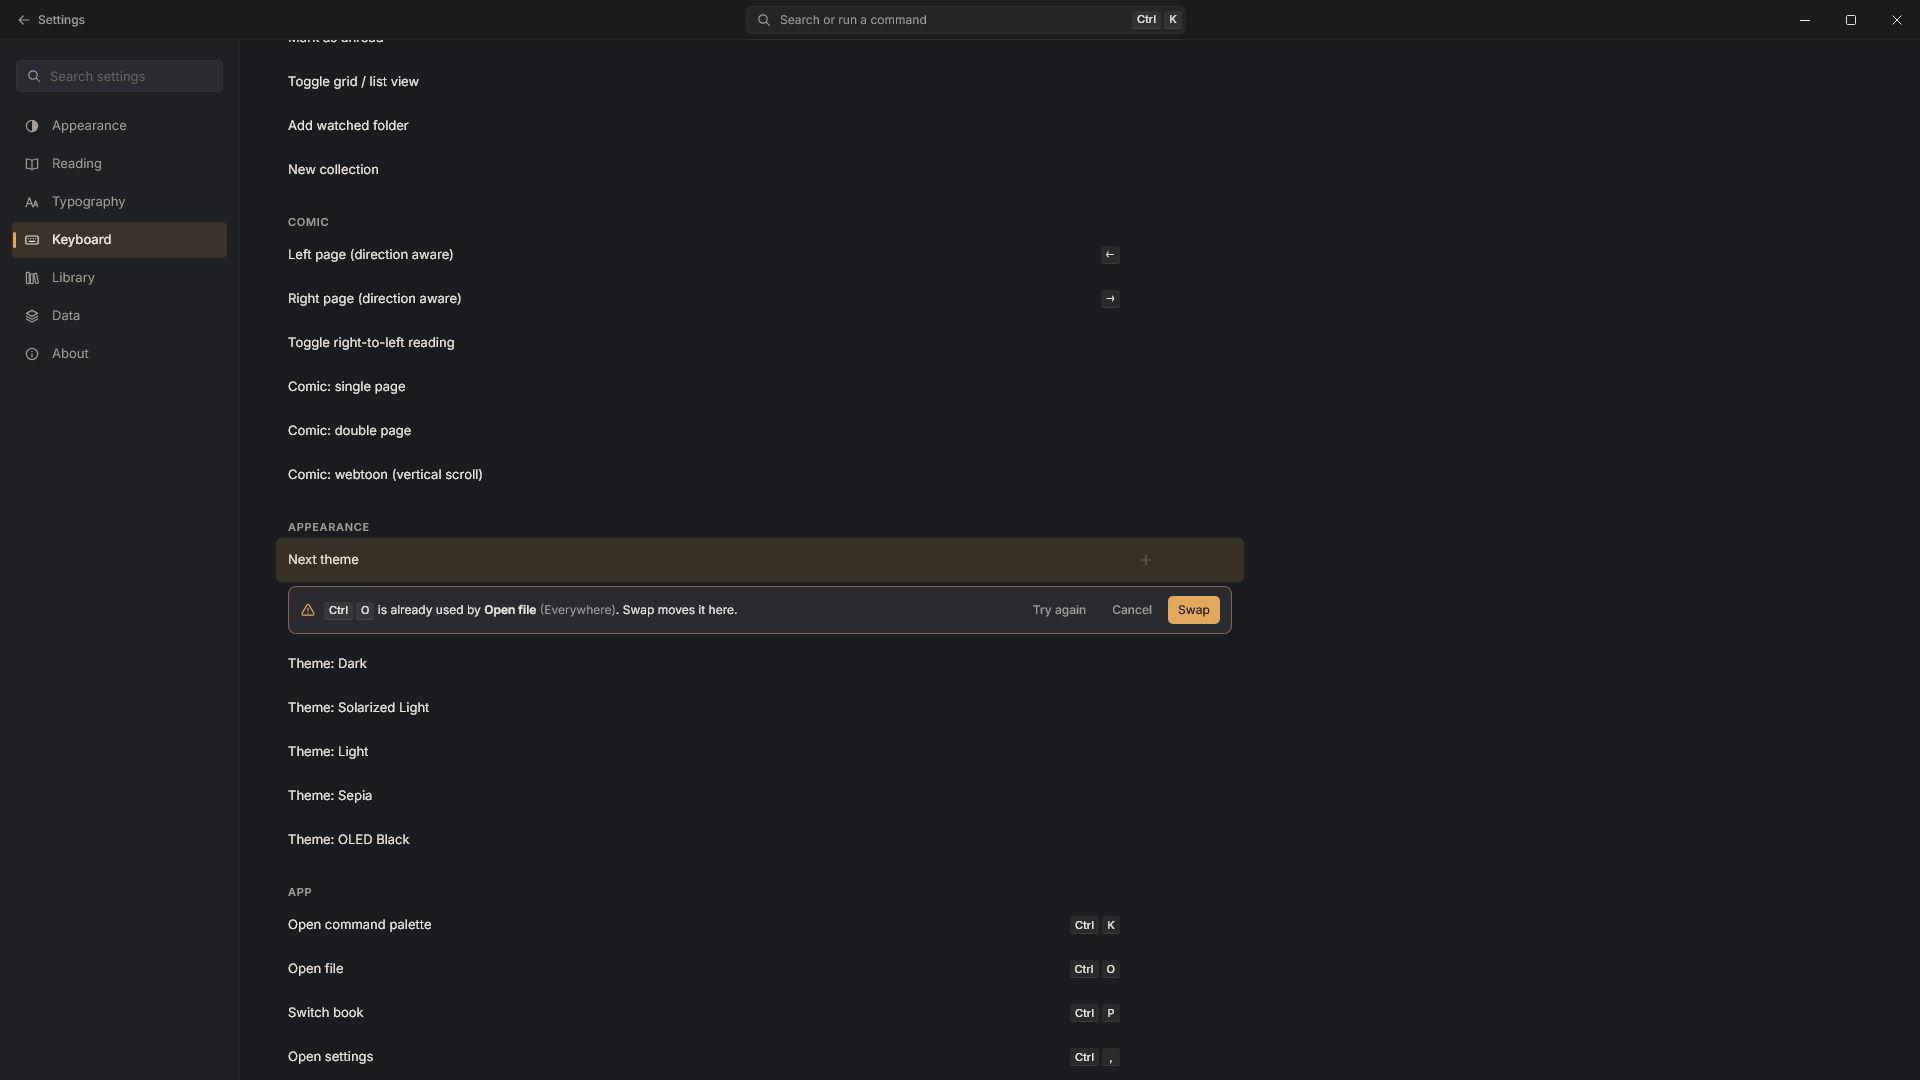 Settings
Search or run a command
Ctrl K
Search settings
Appearance
Reading
Typography
Keyboard
Library
Data
About
Mark as unread
Toggle grid / list view
Add watched folder
New collection
COMIC
Left page (direction aware) ←
Right page (direction aware) →
Toggle right-to-left reading
Comic: single page
Comic: double page
Comic: webtoon (vertical scroll)
APPEARANCE
Next theme
Ctrl O is already used by Open file (Everywhere). Swap moves it here. Try again Cancel Swap
Theme: Dark
Theme: Solarized Light
Theme: Light
Theme: Sepia
Theme: OLED Black
APP
Open command palette Ctrl K
Open file Ctrl O
Switch book Ctrl P
Open settings Ctrl ,